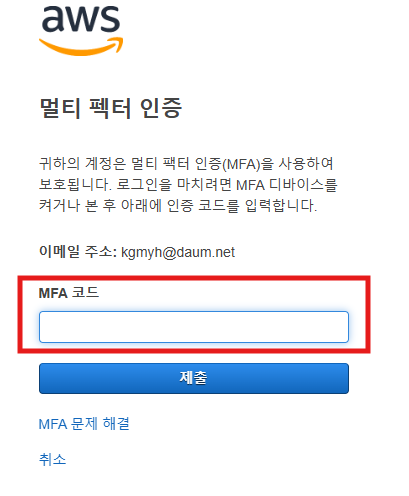 aws
멀티 펙터 인증
귀하의 계정은 멀티 팩터 인증(MFA)을 사용하여
보호됩니다. 로그인을 마치려면 MFA 디바이스를
켜거나 본 후 아래에 인증 코드를 입력합니다.
이메일 주소: kgmyh@daum.net
MFA 코드
제출
MFA 문제 해결
취소